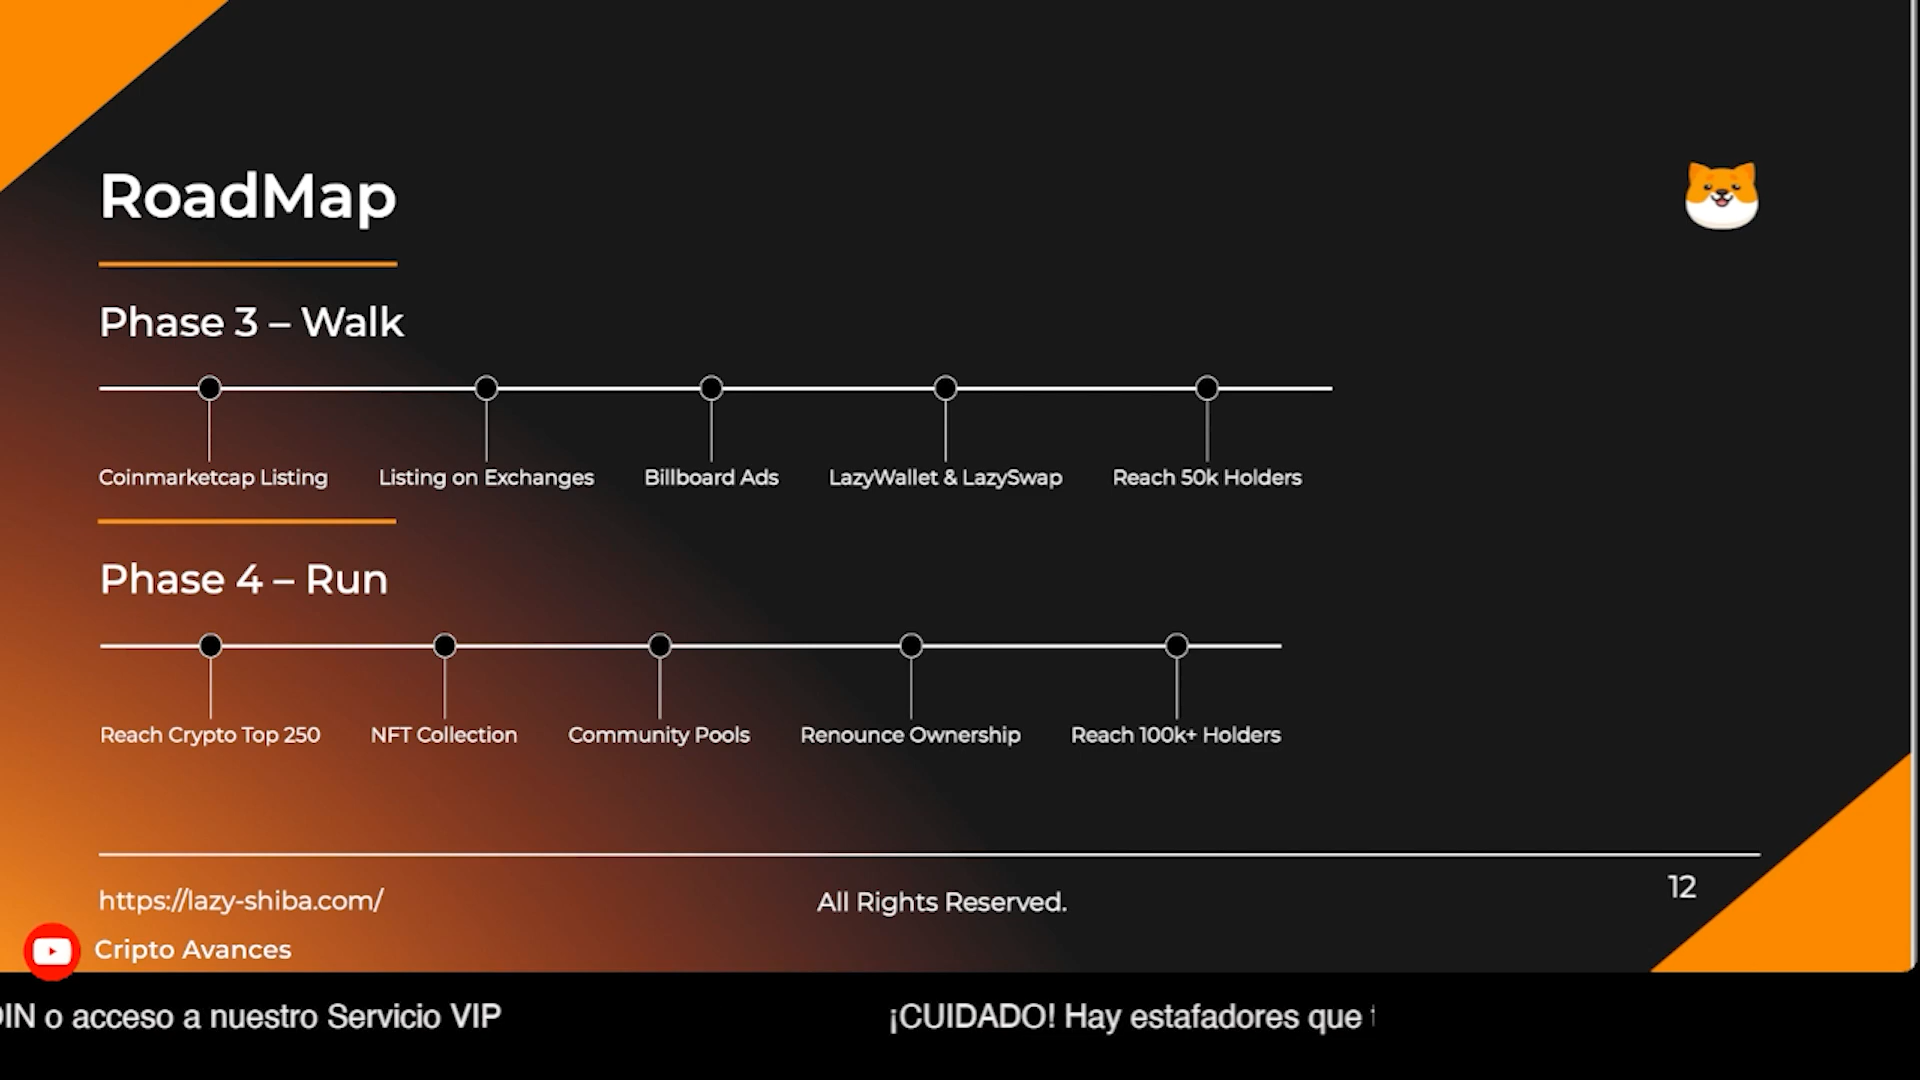 RoadMap
Phase 3 – Walk
Coinmarketcap Listing
Listing on Exchanges
Billboard Ads
LazyWallet & LazySwap
Reach 50k Holders
Phase 4 – Run
Reach Crypto Top 250
NFT Collection
Community Pools
Renounce Ownership
Reach 100k+ Holders
https://lazy-shiba.com/
All Rights Reserved.
12
Cripto Avances
o acceso a nuestro Servicio VIP
¡CUIDADO! Hay estafadores que